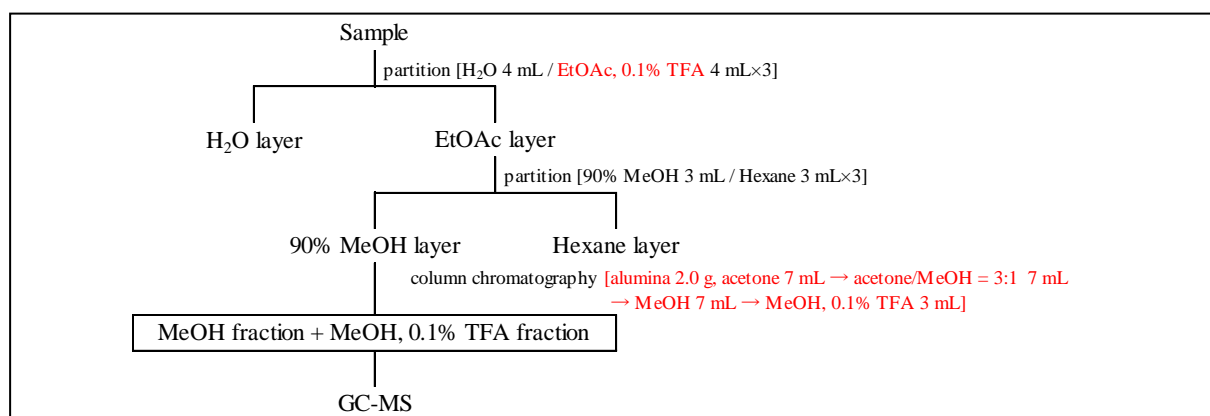 Sample
partition [H₂O 4 mL / EtOAc, 0.1% TFA 4 mL×3]
H₂O layer EtOAc layer
partition [90% MeOH 3 mL / Hexane 3 mL×3]
90% MeOH layer Hexane layer
column chromatography [alumina 2.0 g, acetone 7 mL → acetone/MeOH = 3:1 7 mL
→ MeOH 7 mL → MeOH, 0.1% TFA 3 mL]
MeOH fraction + MeOH, 0.1% TFA fraction
GC-MS